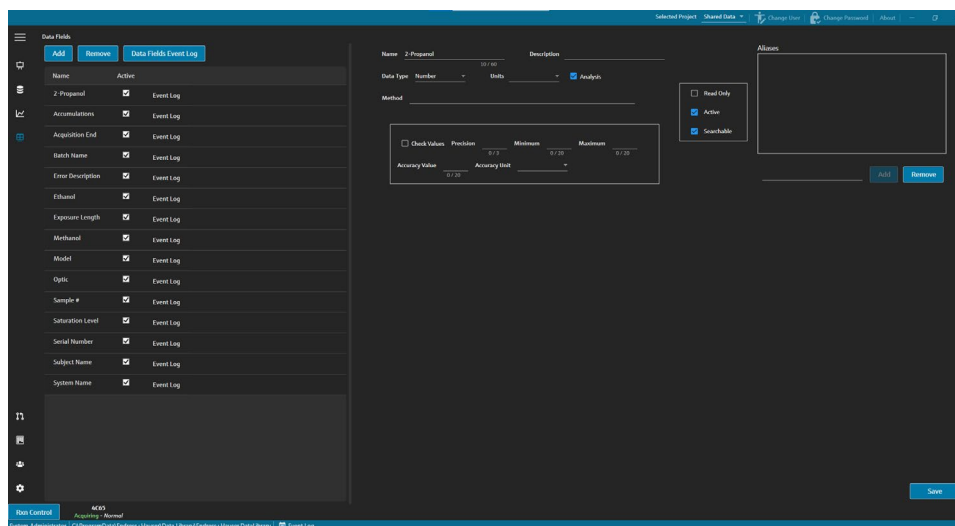 Selected Project Shared Data Change User Change Password About
Data Fields
Add Remove Data Fields Event Log
Name Active
2-Propanol Event Log
Accumulations Event Log
Acquisition End Event Log
Batch Name Event Log
Error Description Event Log
Ethanol Event Log
Exposure Length Event Log
Methanol Event Log
Model Event Log
Optic Event Log
Sample # Event Log
Saturation Level Event Log
Serial Number Event Log
Subject Name Event Log
System Name Event Log
Name 2-Propanol Description
10 / 60
Data Type Number Units Analysis
Method
Check Values Precision Minimum Maximum
0 / 3 0 / 20 0 / 20
Accuracy Value Accuracy Unit
0 / 20
Read Only
Active
Searchable
Aliases
Add Remove
Save
Rxn Control
AC65
Acquiring - Normal
Event Log